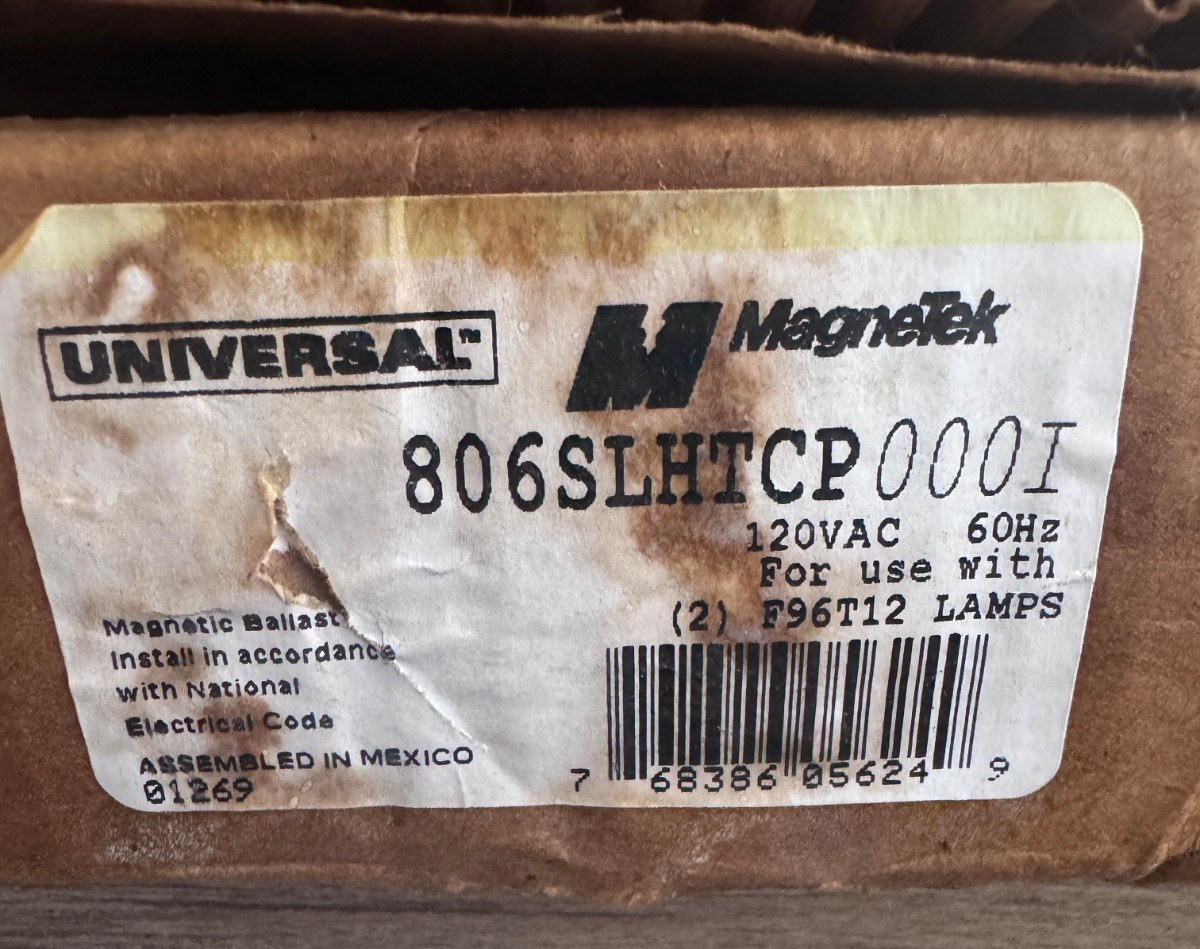 UNIVERSAL™
MagneTek
806SLHTCP000I
120VAC 60Hz
For use with
(2) F96T12 LAMPS
Magnetic Ballast
Install in accordance
with National
Electrical Code
ASSEMBLED IN MEXICO
01269
7 68386 05624 9